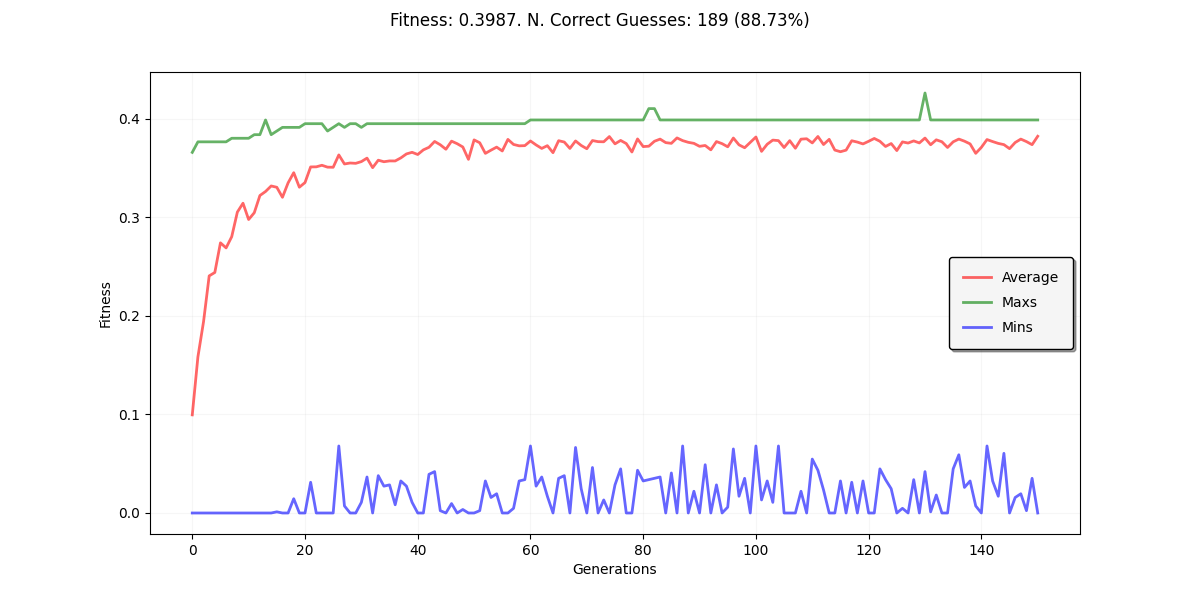 Fitness: 0.3987. N. Correct Guesses: 189 (88.73%)
Fitness
0.4
0.3
0.2
0.1
0.0
Average
Maxs
Mins
0 20 40 60 80 100 120 140
Generations